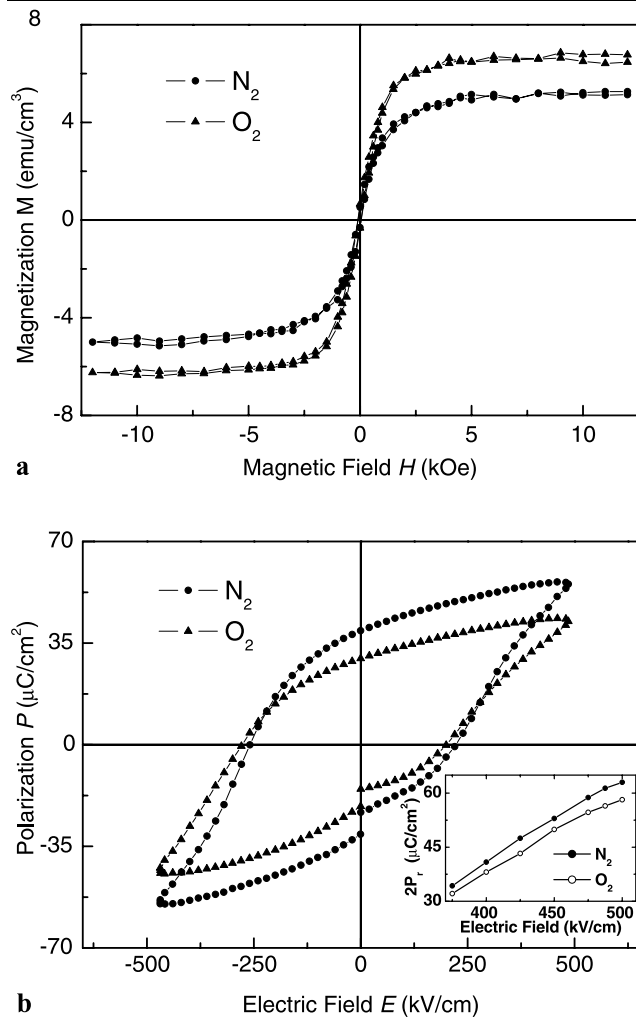 8
4
0
-4
-8
Magnetization M (emu/cm³)
N₂
O₂
-10 -5 0 5 10
Magnetic Field H (kOe)
a
70
35
0
-35
-70
Polarization P (μC/cm²)
N₂
O₂
60
45
30
2Pᵣ (μC/cm²)
N₂
O₂
400 450 500
Electric Field (kV/cm)
-500 -250 0 250 500
Electric Field E (kV/cm)
b